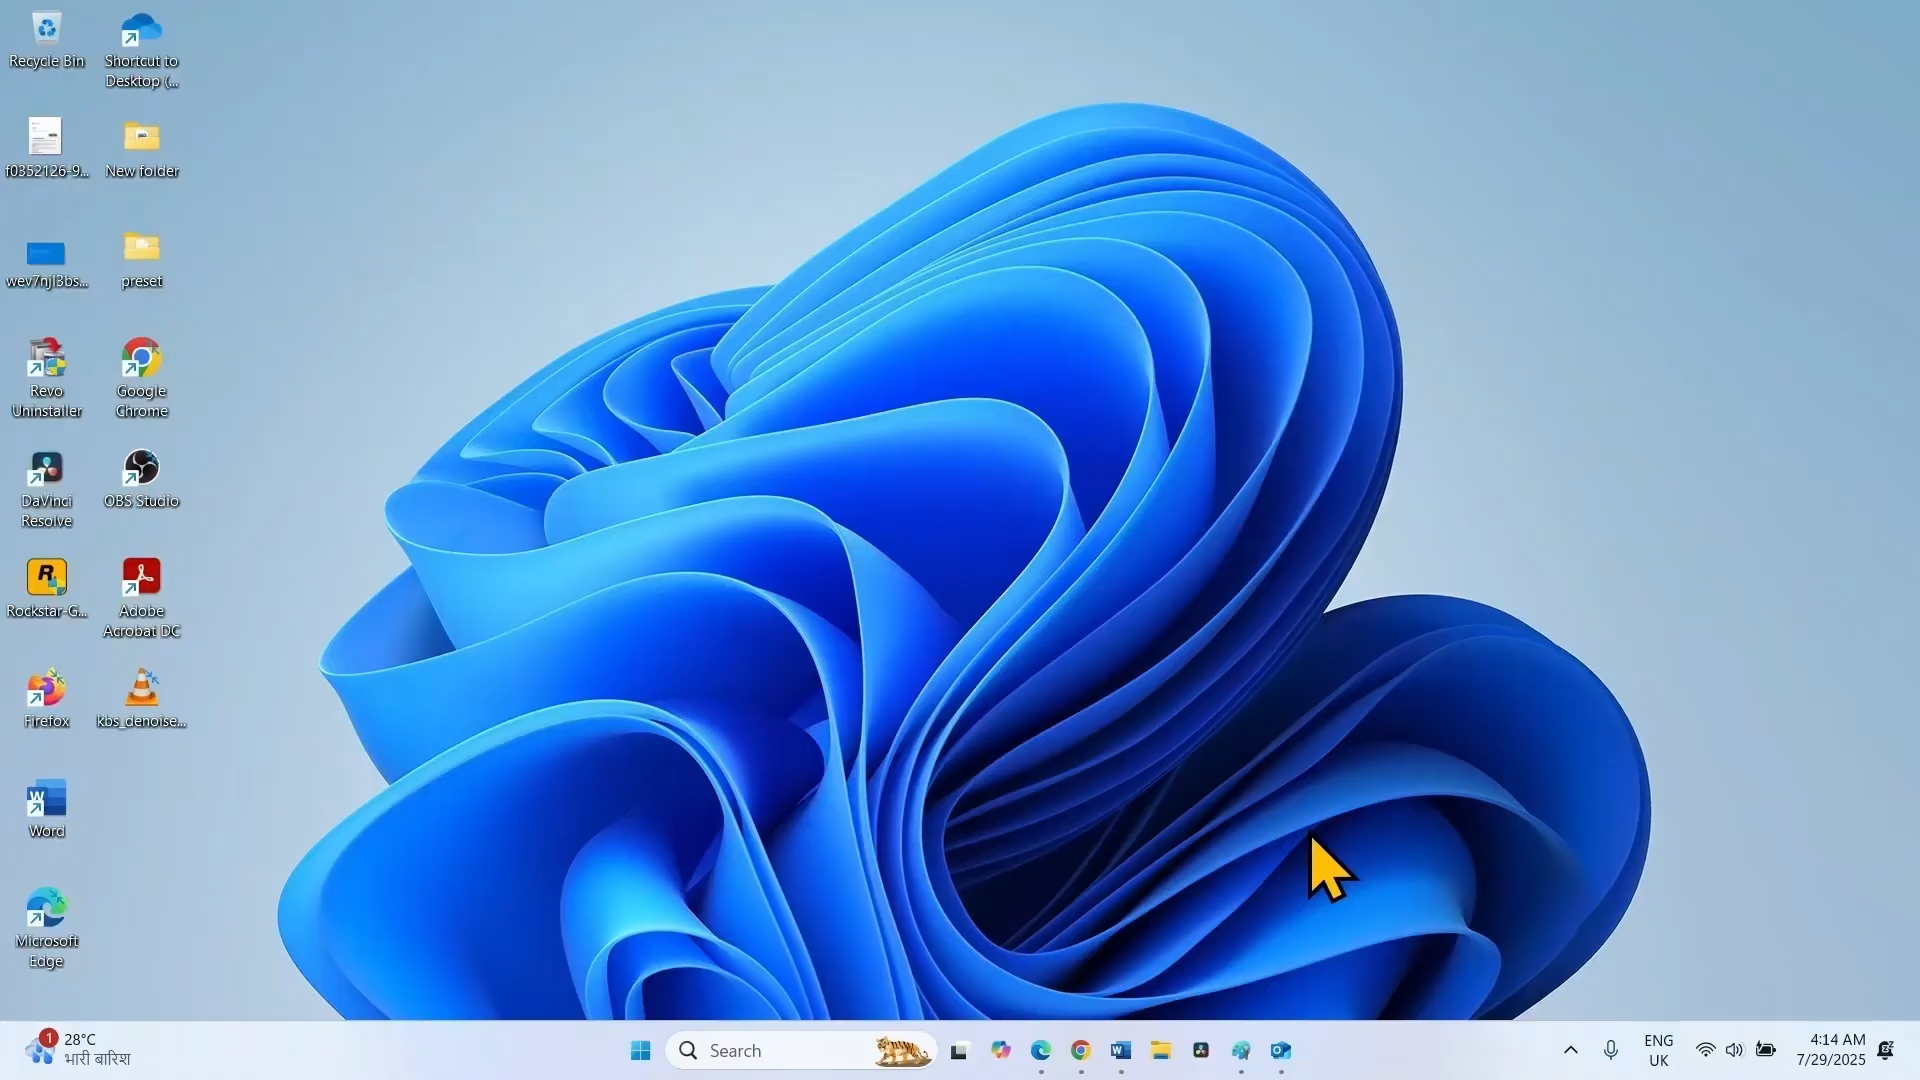 Recycle Bin
Shortcut to
Desktop (...
f0352126-9...
New folder
wev7njl3bs...
preset
Revo
Uninstaller
Google
Chrome
DaVinci
Resolve
OBS Studio
Rockstar-G...
Adobe
Acrobat DC
Firefox
kbs_denoise...
Word
Microsoft
Edge
1
28°C
भारी बारिश
Search
ENG
UK
4:14 AM
7/29/2025